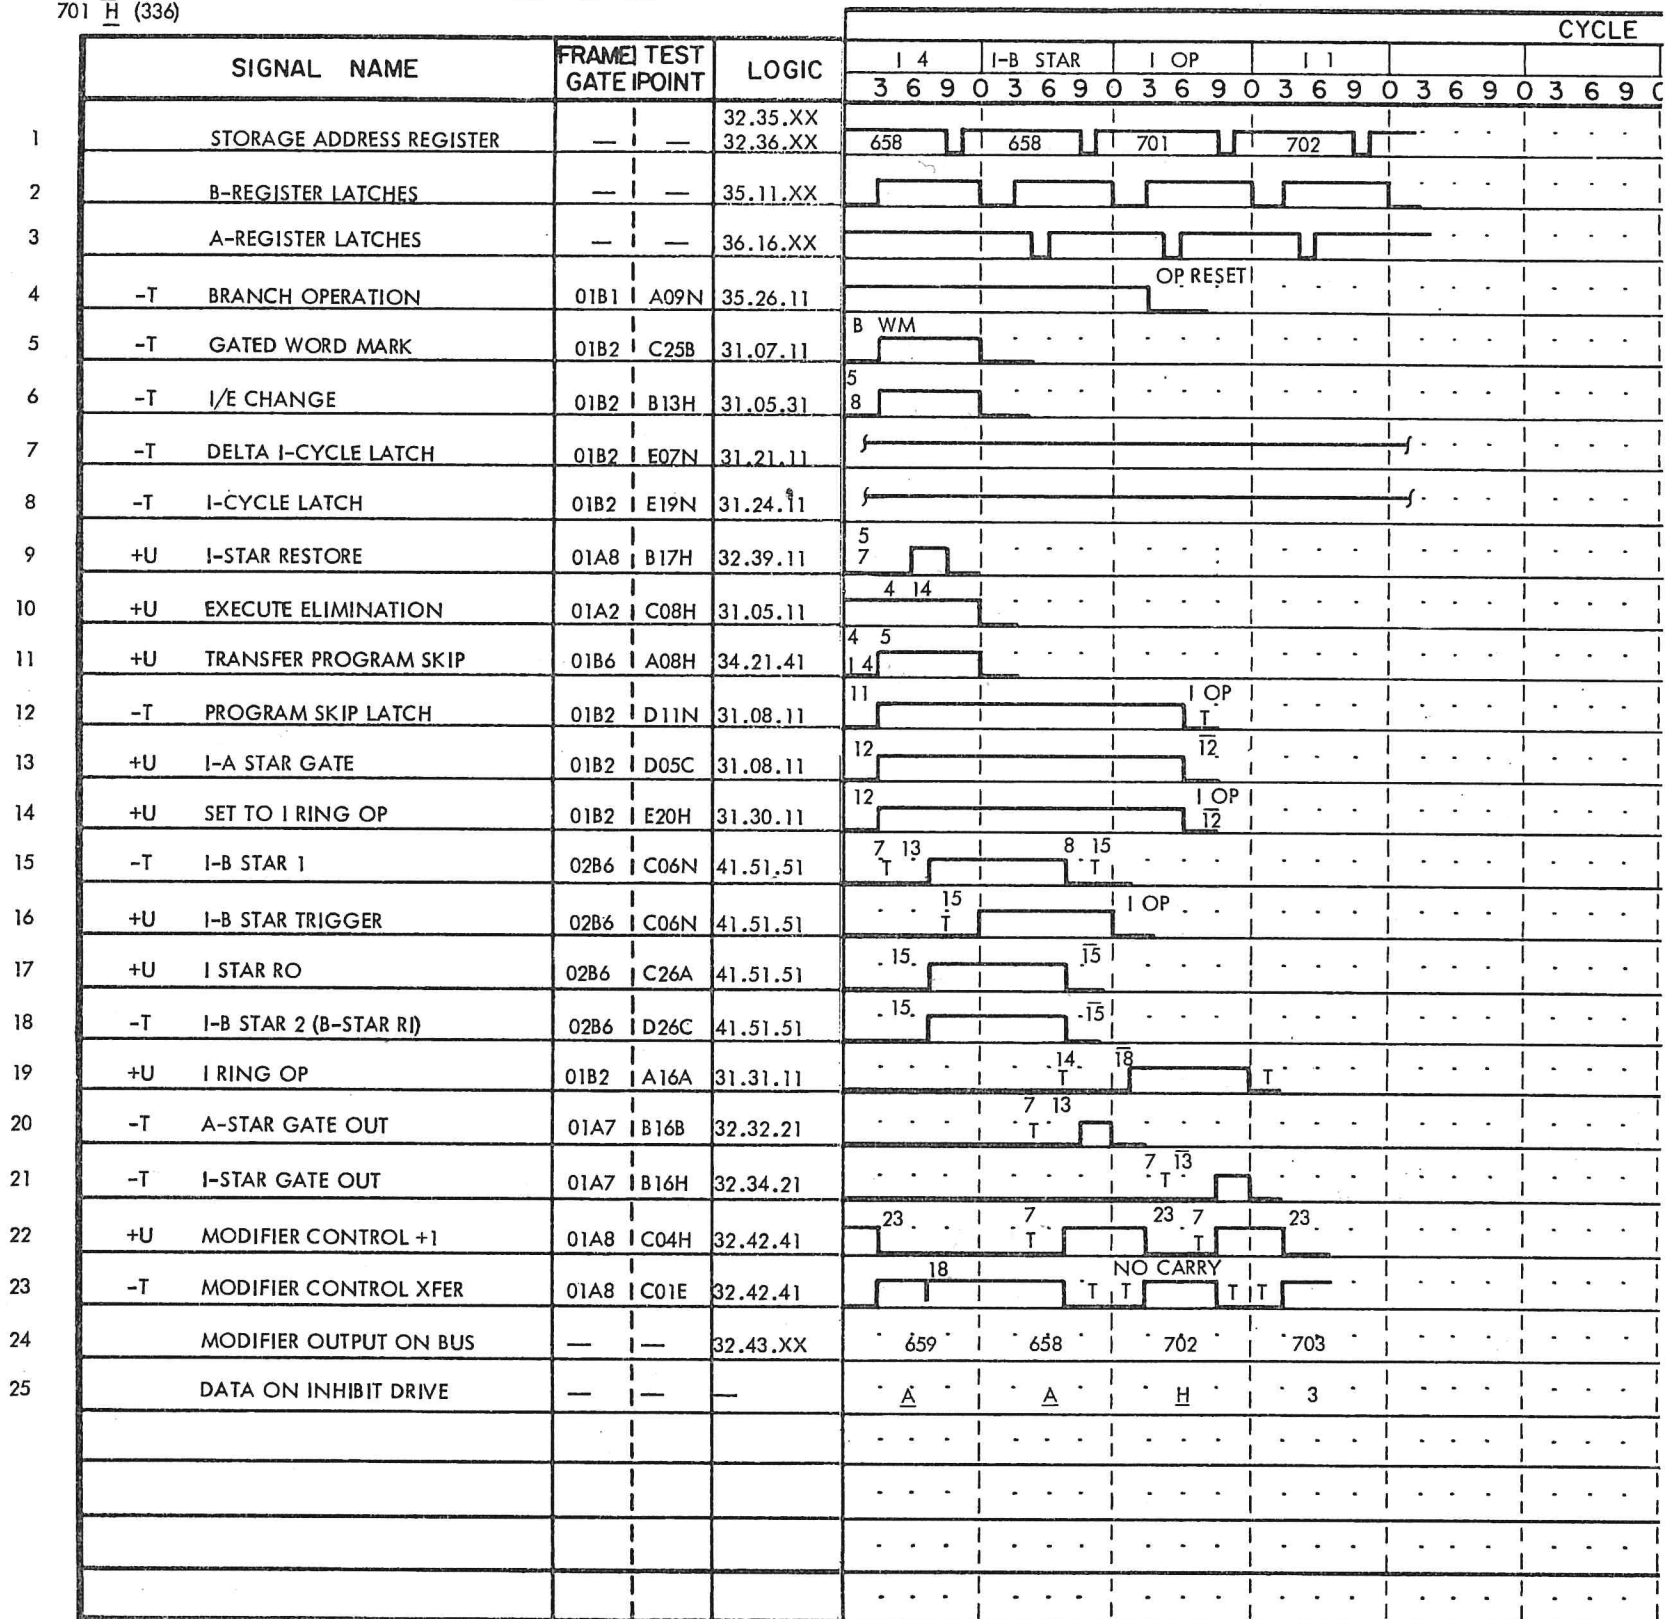 701 H (336)
CYCLE
SIGNAL NAME FRAME GATE TEST POINT LOGIC I 4 I-B STAR I OP I 1
3 6 9 0 3 6 9 0 3 6 9 0 3 6 9 0 3 6 9 0 3 6 9 0
32.35.XX
1 STORAGE ADDRESS REGISTER — — 32.36.XX 658 658 701 702
2 B-REGISTER LATCHES — — 35.11.XX
3 A-REGISTER LATCHES — — 36.16.XX
OP RESET
4 -T BRANCH OPERATION 01B1 A09N 35.26.11
B WM
5 -T GATED WORD MARK 01B2 C25B 31.07.11
5
6 -T I/E CHANGE 01B2 B13H 31.05.31 8
7 -T DELTA I-CYCLE LATCH 01B2 E07N 31.21.11
8 -T I-CYCLE LATCH 01B2 E19N 31.24.11
5
9 +U I-STAR RESTORE 01A8 B17H 32.39.11 7
4 14
10 +U EXECUTE ELIMINATION 01A2 C08H 31.05.11
4 5
11 +U TRANSFER PROGRAM SKIP 01B6 A08H 34.21.41 I 4
11 I OP
12 -T PROGRAM SKIP LATCH 01B2 D11N 31.08.11 T
12 1̅2̅
13 +U I-A STAR GATE 01B2 D05C 31.08.11
12 I OP
14 +U SET TO I RING OP 01B2 E20H 31.30.11 1̅2̅
7 13 8 15
15 -T I-B STAR 1 02B6 C06N 41.51.51 T T
15 I OP
16 +U I-B STAR TRIGGER 02B6 C06N 41.51.51 T
15 1̅5̅
17 +U I STAR RO 02B6 C26A 41.51.51
15 1̅5̅
18 -T I-B STAR 2 (B-STAR RI) 02B6 D26C 41.51.51
14 1̅8̅
19 +U I RING OP 01B2 A16A 31.31.11 T T
7 13
20 -T A-STAR GATE OUT 01A7 B16B 32.32.21 T
7 1̅3̅
21 -T I-STAR GATE OUT 01A7 B16H 32.34.21 T
23 7 23 7 23
22 +U MODIFIER CONTROL +1 01A8 C04H 32.42.41 T T
18 NO CARRY
23 -T MODIFIER CONTROL XFER 01A8 C01E 32.42.41 T T T T
24 MODIFIER OUTPUT ON BUS — — 32.43.XX 659 658 702 703
25 DATA ON INHIBIT DRIVE — — — A A H 3